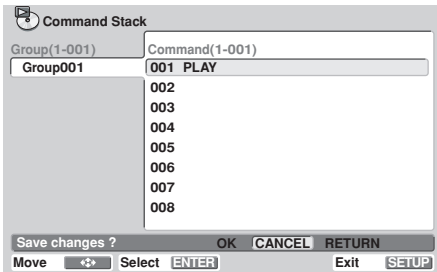 Command Stack
Group(1-001) Command(1-001)
Group001 001 PLAY
002
003
004
005
006
007
008
Save changes ? OK CANCEL RETURN
Move Select ENTER Exit SETUP